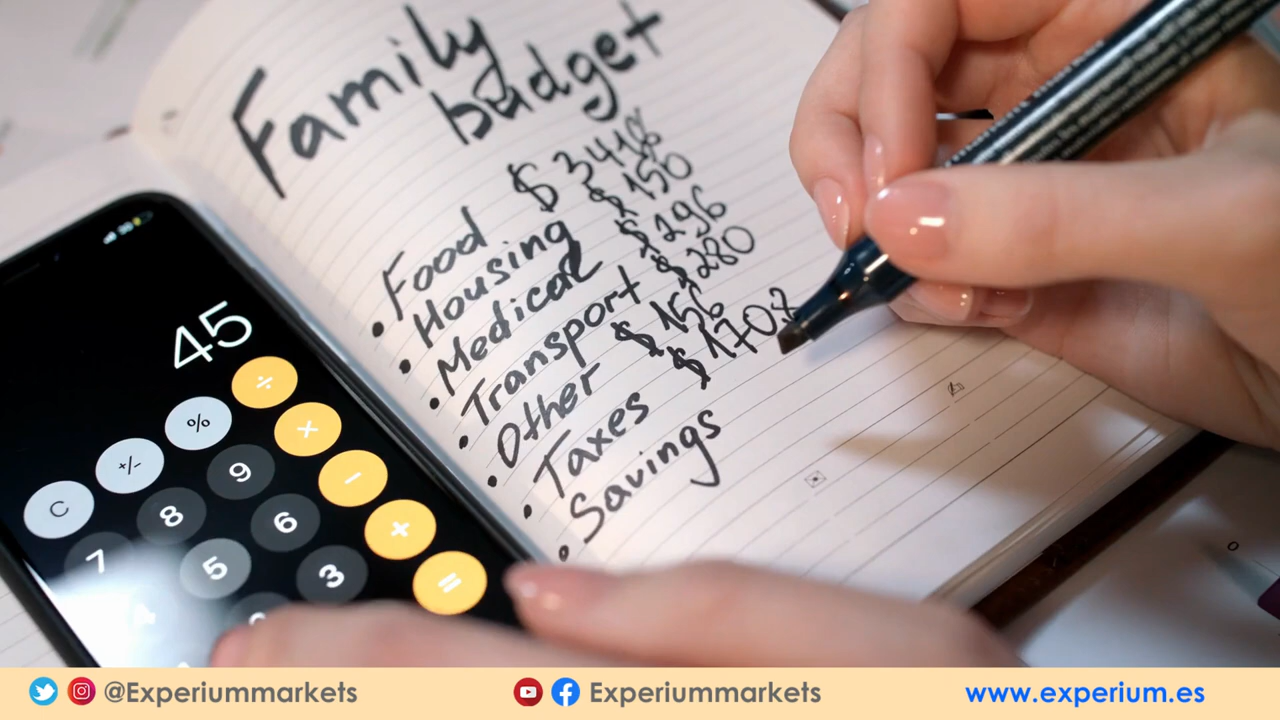 Family
budget
• Food $ 3418
• Housing $ 150
• Medical $ 296
• Transport $ 280
• Other $ 156
• Taxes $ 1708
• Savings
45
C +/- % ÷
7 8 9 ×
5 6 −
3 +
=
@Experiummarkets
Experiummarkets
www.experium.es